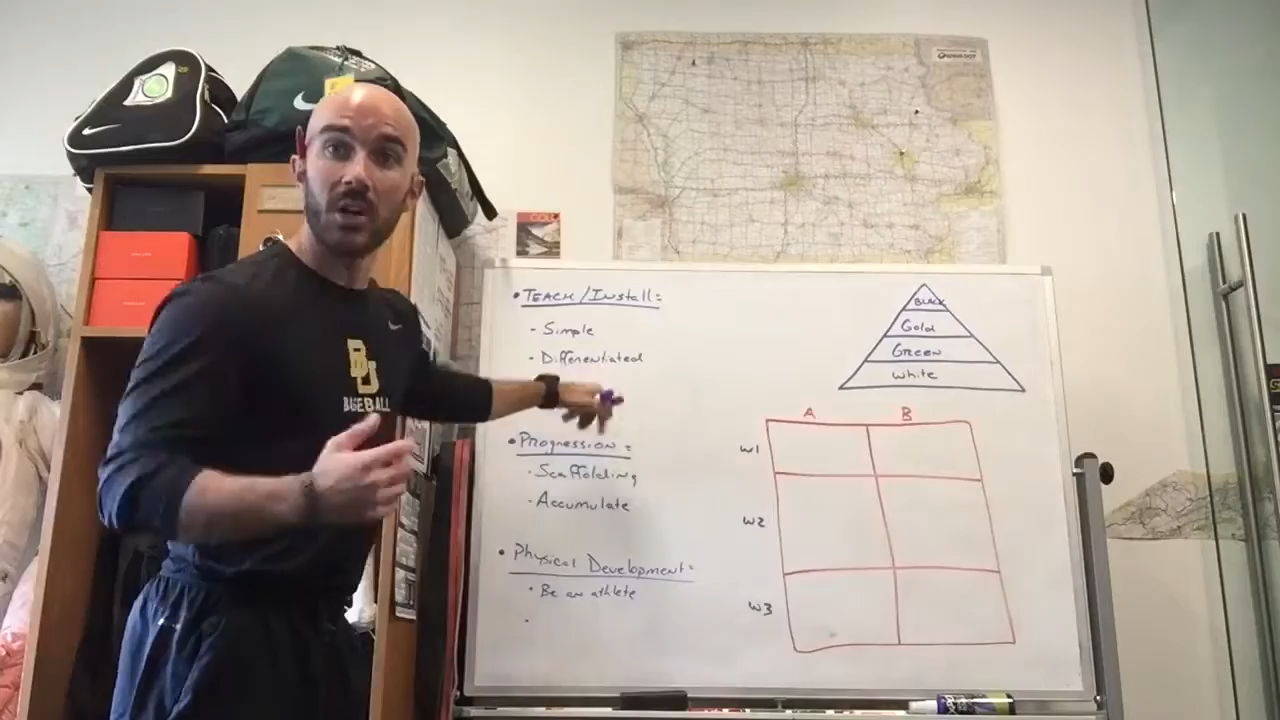 • TEACH/Install:
- Simple
- Differentiated
• Progression:
- Scaffolding
- Accumulate
• Physical Development:
• Be an athlete
•
BLACK
Gold
GREEN
White
A B
W1
W2
W3
BU
BASEBALL